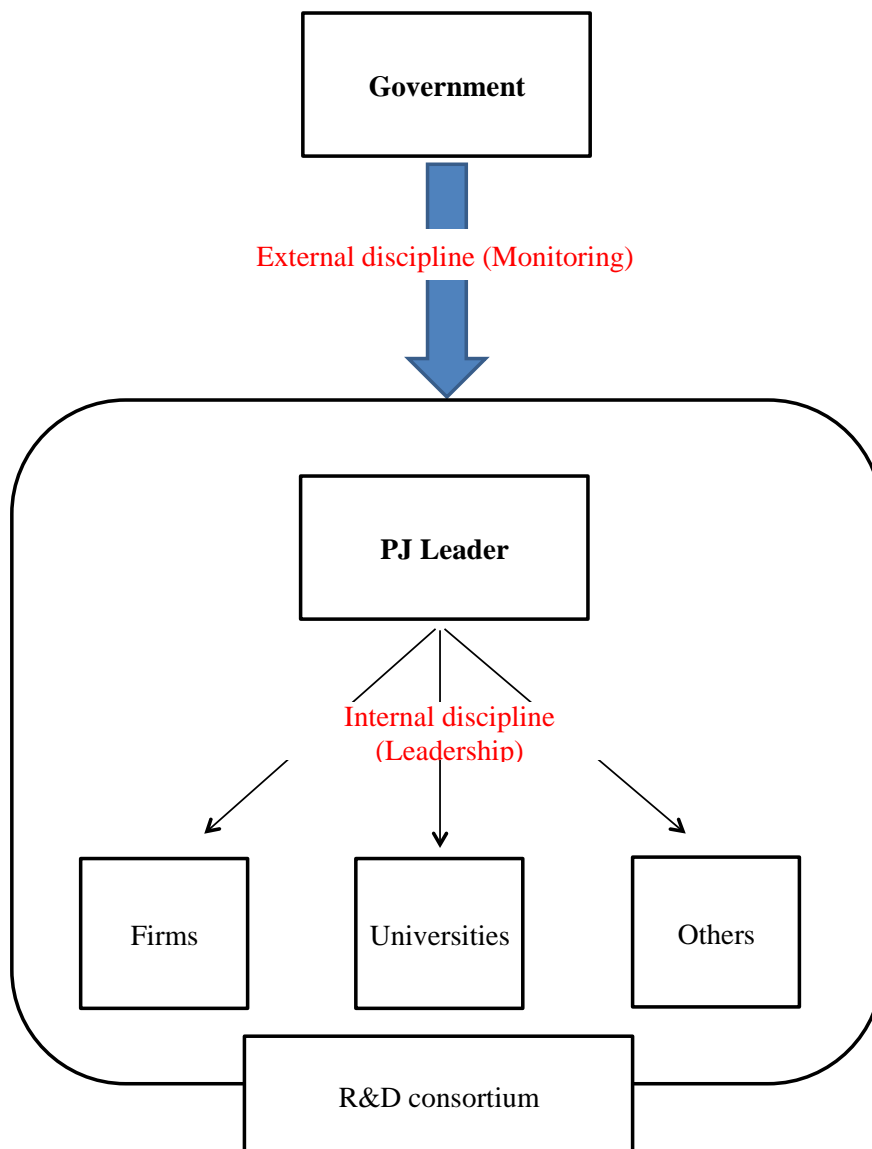 Government
External discipline (Monitoring)
PJ Leader
Internal discipline
(Leadership)
Firms
Universities
Others
R&D consortium